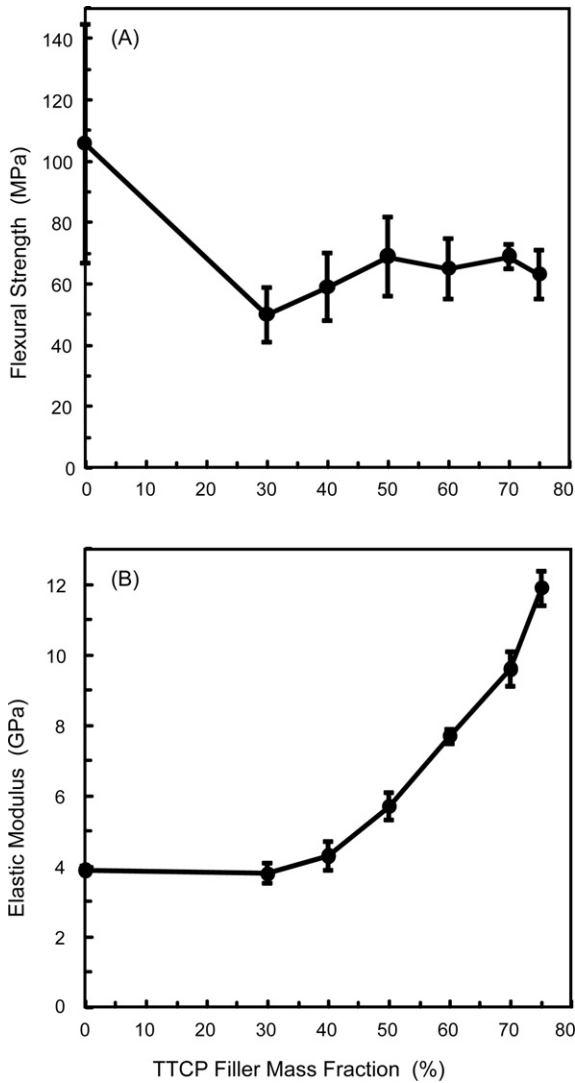 (A)
Flexural Strength (MPa)
140
120
100
80
60
40
20
0
0 10 20 30 40 50 60 70 80
(B)
Elastic Modulus (GPa)
12
10
8
6
4
2
0
0 10 20 30 40 50 60 70 80
TTCP Filler Mass Fraction (%)